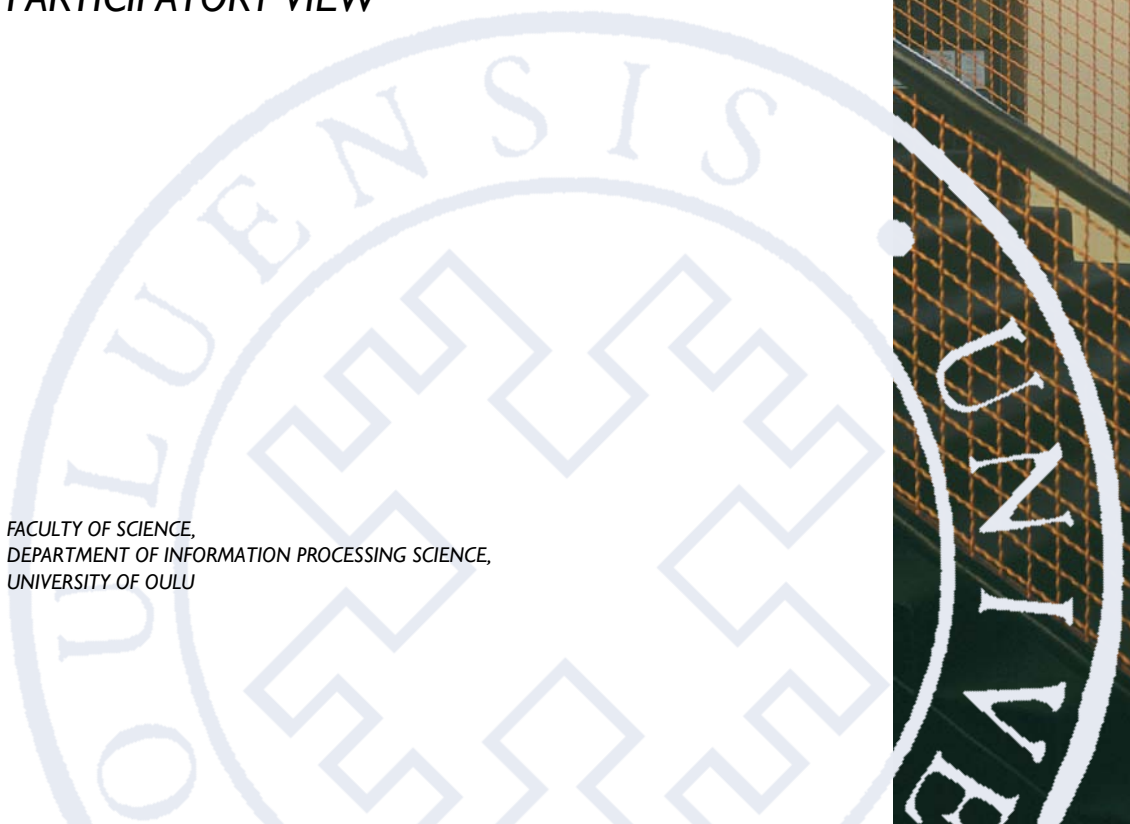 PARTICIPATORY VIEW
OULUENSIS • UNIVE
FACULTY OF SCIENCE,
DEPARTMENT OF INFORMATION PROCESSING SCIENCE,
UNIVERSITY OF OULU